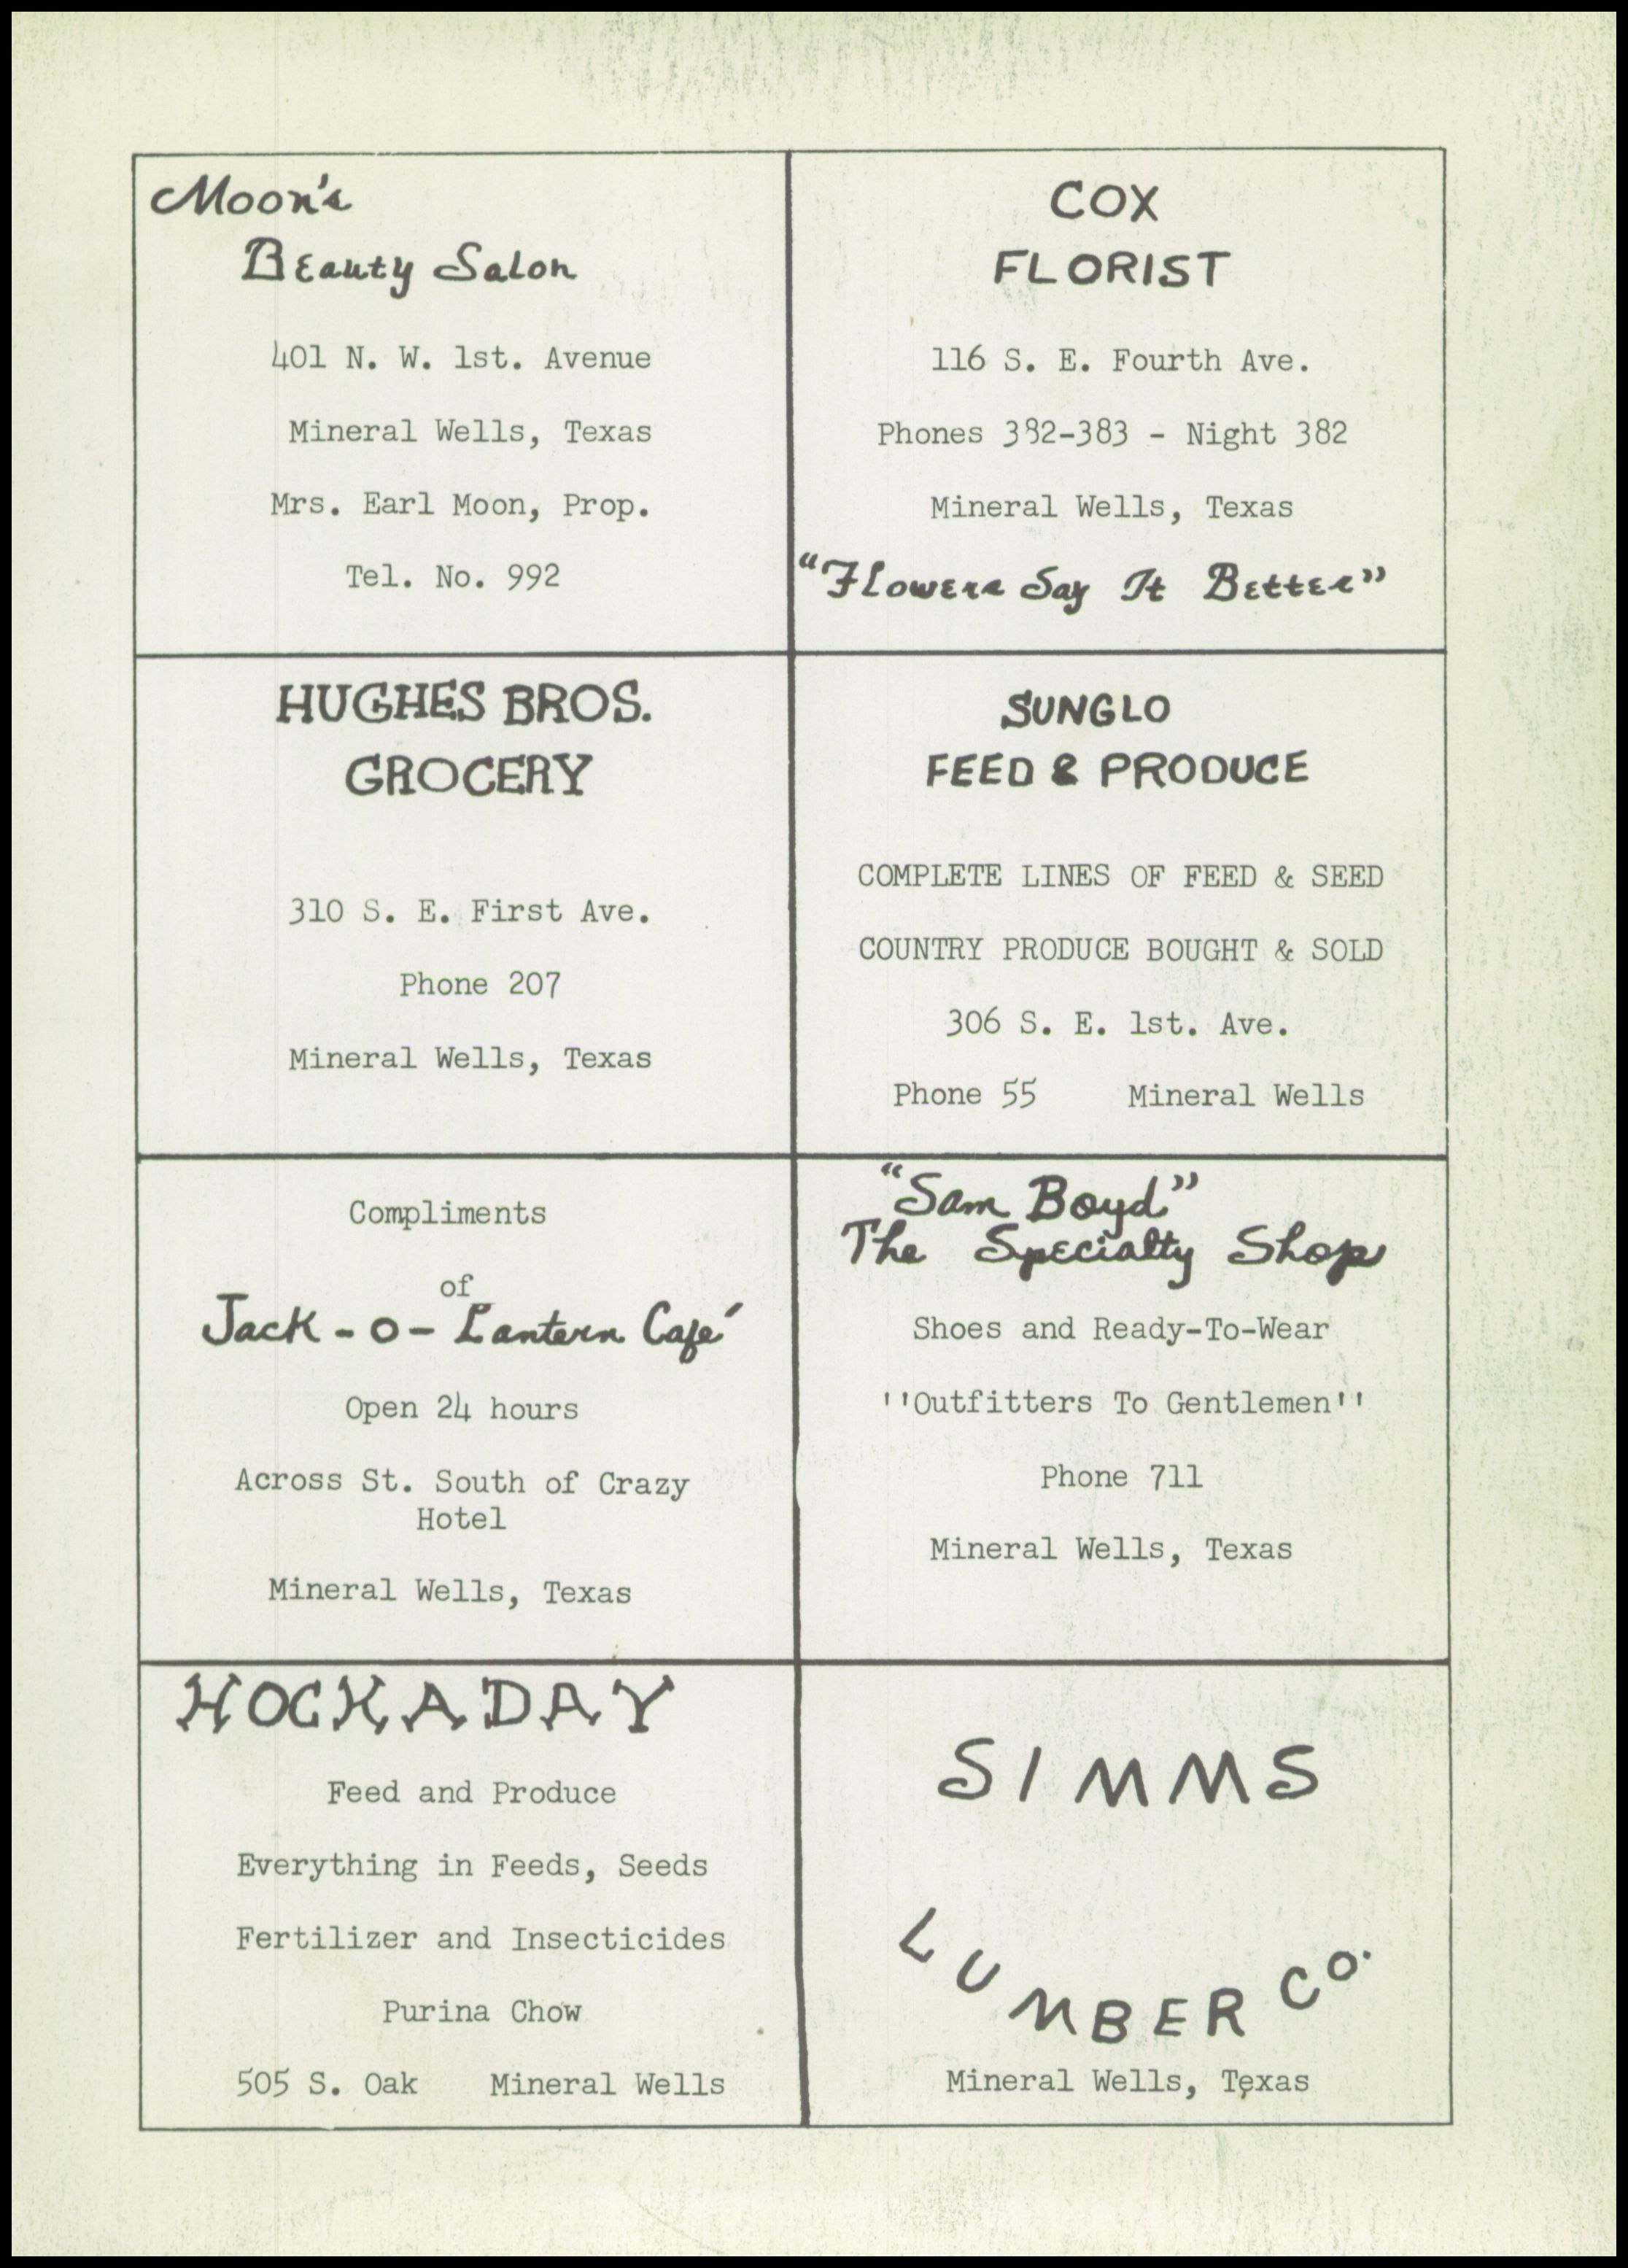 Moon's
Beauty Salon
401 N. W. 1st. Avenue
Mineral Wells, Texas
Mrs. Earl Moon, Prop.
Tel. No. 992
COX
FLORIST
116 S. E. Fourth Ave.
Phones 382-383 - Night 382
Mineral Wells, Texas
"Flowers Say It Better"
HUGHES BROS.
GROCERY
310 S. E. First Ave.
Phone 207
Mineral Wells, Texas
SUNGLO
FEED & PRODUCE
COMPLETE LINES OF FEED & SEED
COUNTRY PRODUCE BOUGHT & SOLD
306 S. E. 1st. Ave.
Phone 55 Mineral Wells
Compliments
of
Jack-o-Lantern Café
Open 24 hours
Across St. South of Crazy
Hotel
Mineral Wells, Texas
"Sam Boyd"
The Specialty Shop
Shoes and Ready-To-Wear
''Outfitters To Gentlemen''
Phone 711
Mineral Wells, Texas
HOCKADAY
Feed and Produce
Everything in Feeds, Seeds
Fertilizer and Insecticides
Purina Chow
505 S. Oak Mineral Wells
SIMMS
LUMBER CO.
Mineral Wells, Texas